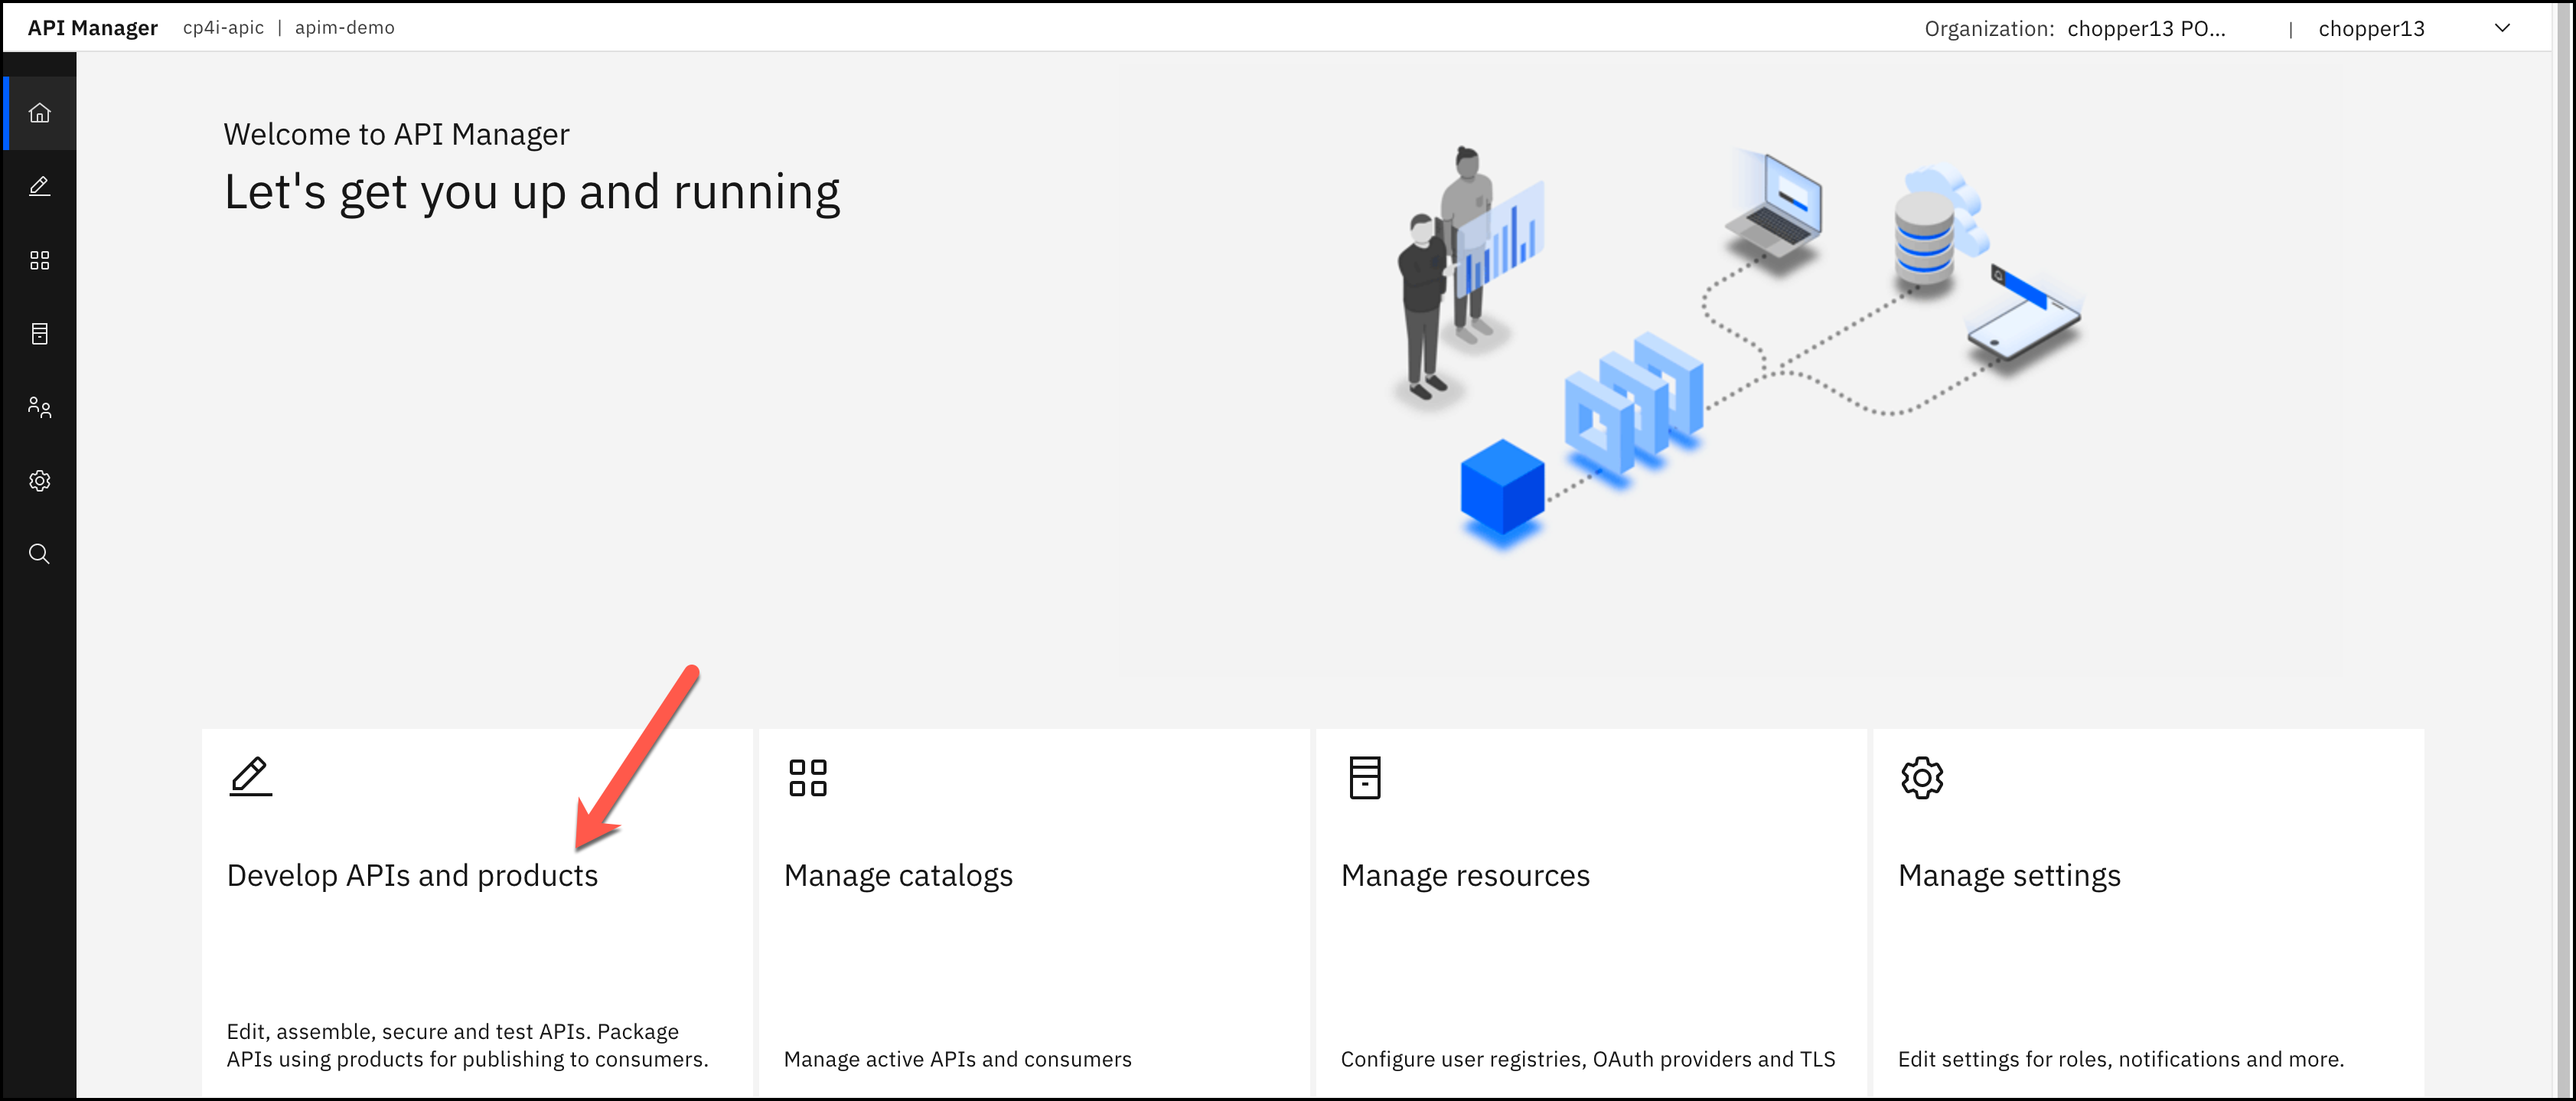 API Manager cp4i-apic | apim-demo Organization: chopper13 PO... | chopper13
Welcome to API Manager
Let's get you up and running
Develop APIs and products
Edit, assemble, secure and test APIs. Package
APIs using products for publishing to consumers.
Manage catalogs
Manage active APIs and consumers
Manage resources
Configure user registries, OAuth providers and TLS
Manage settings
Edit settings for roles, notifications and more.